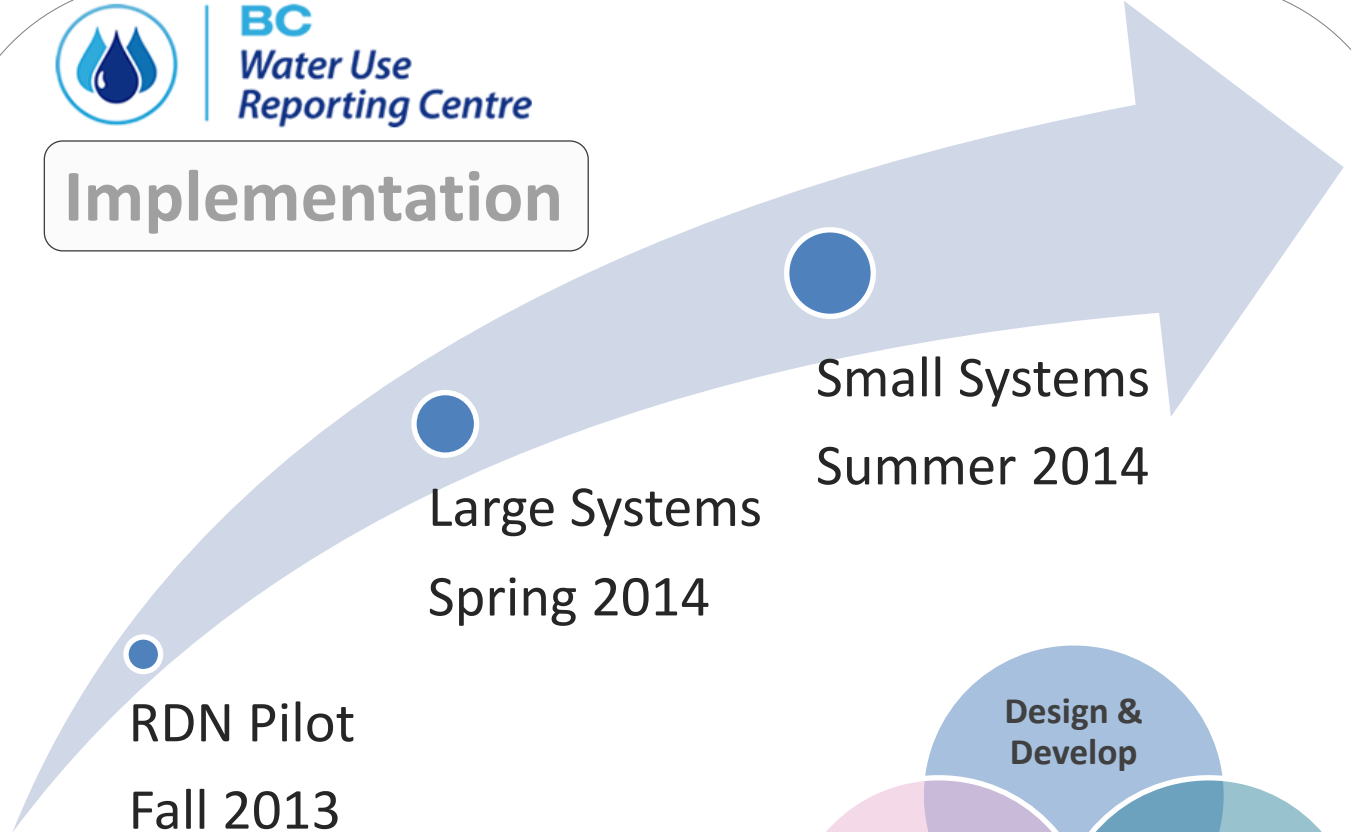 BC
Water Use
Reporting Centre
Implementation
Small Systems
Summer 2014
Large Systems
Spring 2014
RDN Pilot
Fall 2013
Design &
Develop